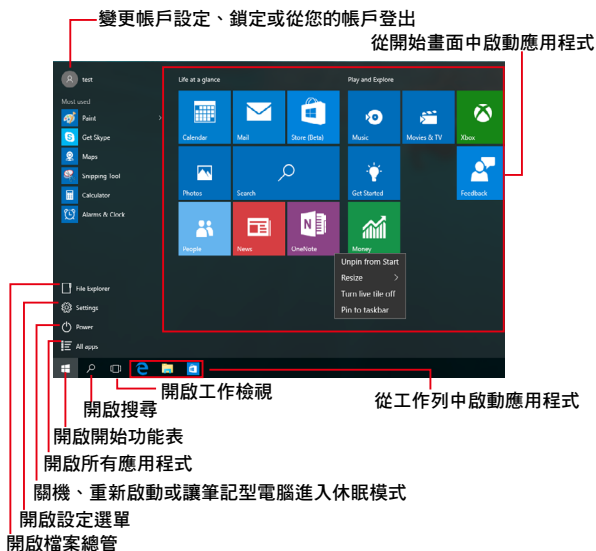 變更帳戶設定、鎖定或從您的帳戶登出
從開始畫面中啟動應用程式
test
Life at a glance
Play and Explore
Most used
Paint
Get Skype
Maps
Snipping Tool
Calculator
Alarms & Clock
Calendar
Mail
Store (Beta)
Music
Movies & TV
Xbox
Photos
Search
Get Started
Feedback
People
News
OneNote
Money
Unpin from Start
Resize
Turn live tile off
Pin to taskbar
File Explorer
Settings
Power
All apps
開啟工作檢視
從工作列中啟動應用程式
開啟搜尋
開啟開始功能表
開啟所有應用程式
關機、重新啟動或讓筆記型電腦進入休眠模式
開啟設定選單
開啟檔案總管